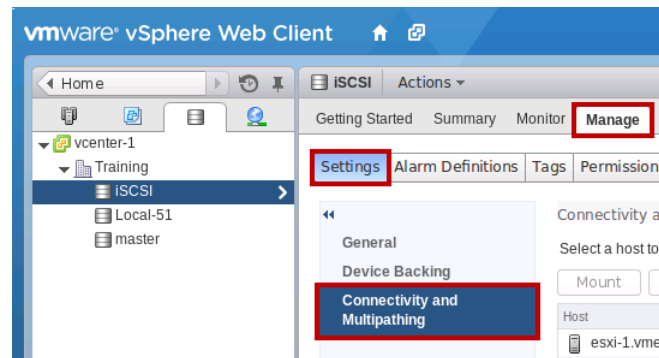 vmware® vSphere Web Client
Home
iSCSI Actions
Getting Started Summary Monitor Manage
vcenter-1
Training
iSCSI
Local-51
master
Settings Alarm Definitions Tags Permission
General
Device Backing
Connectivity and
Multipathing
Connectivity a
Select a host to
Mount
Host
esxi-1.vme